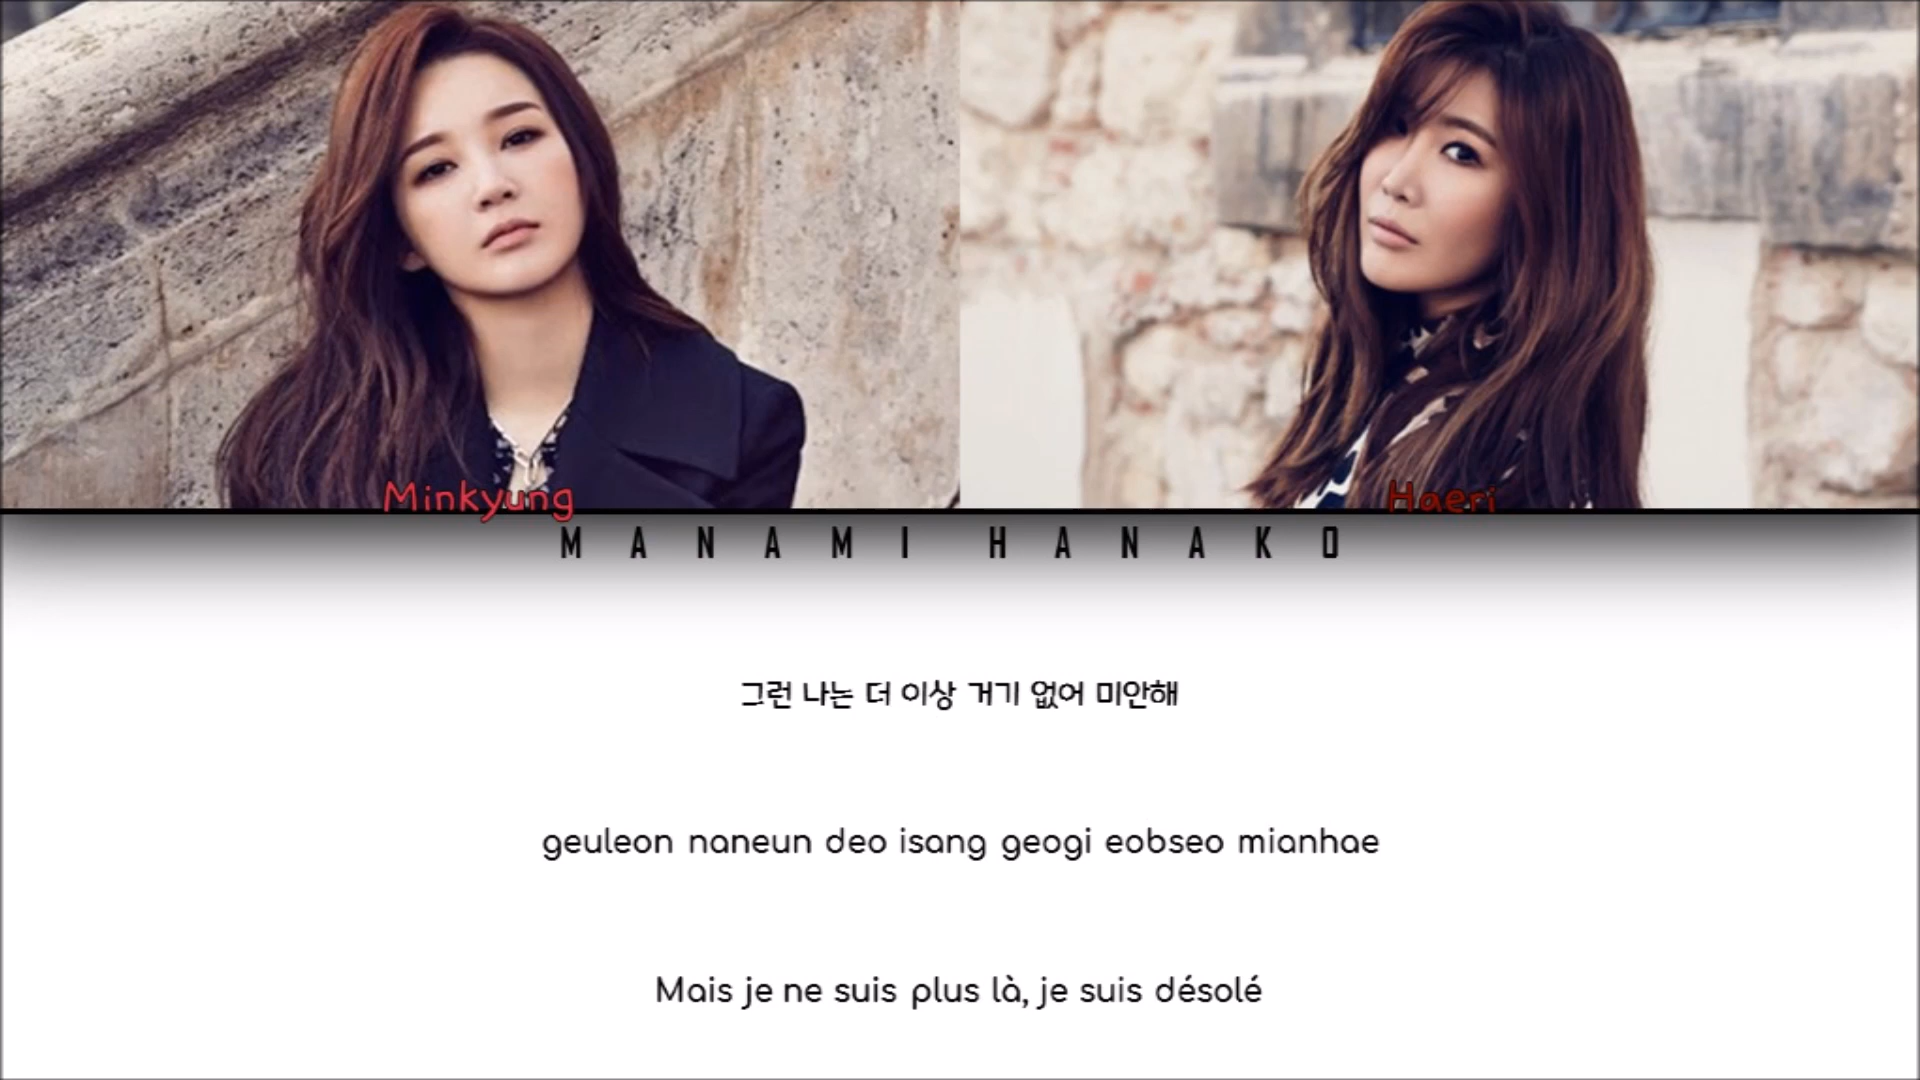 Minkyung
Haeri
MANAMI HANAKO
그런 나는 더 이상 거기 없어 미안해
geuleon naneun deo isang geogi eobseo mianhae
Mais je ne suis plus là, je suis désolé